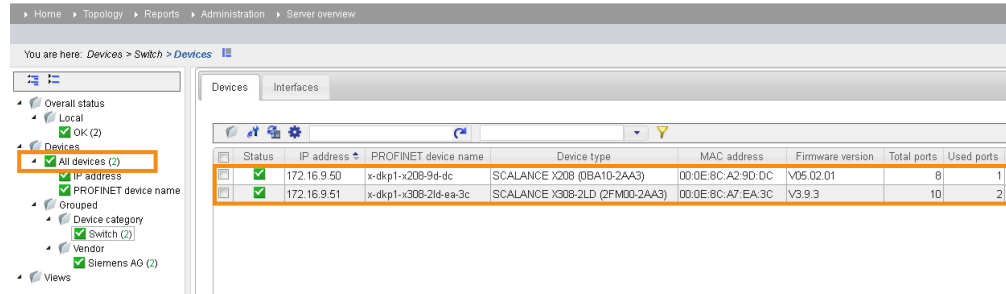 Home Topology Reports Administration Server overview
You are here: Devices > Switch > Devices
Overall status
Local
OK (2)
Devices
All devices (2)
IP address
PROFINET device name
Grouped
Device category
Switch (2)
Vendor
Siemens AG (2)
Views
Devices Interfaces
Status IP address PROFINET device name Device type MAC address Firmware version Total ports Used ports
172.16.9.50 x-dkp1-x208-9d-dc SCALANCE X208 (0BA10-2AA3) 00:0E:8C:A2:9D:DC V05.02.01 8 1
172.16.9.51 x-dkp1-x308-2ld-ea-3c SCALANCE X308-2LD (2FM00-2AA3) 00:0E:8C:A7:EA:3C V3.9.3 10 2